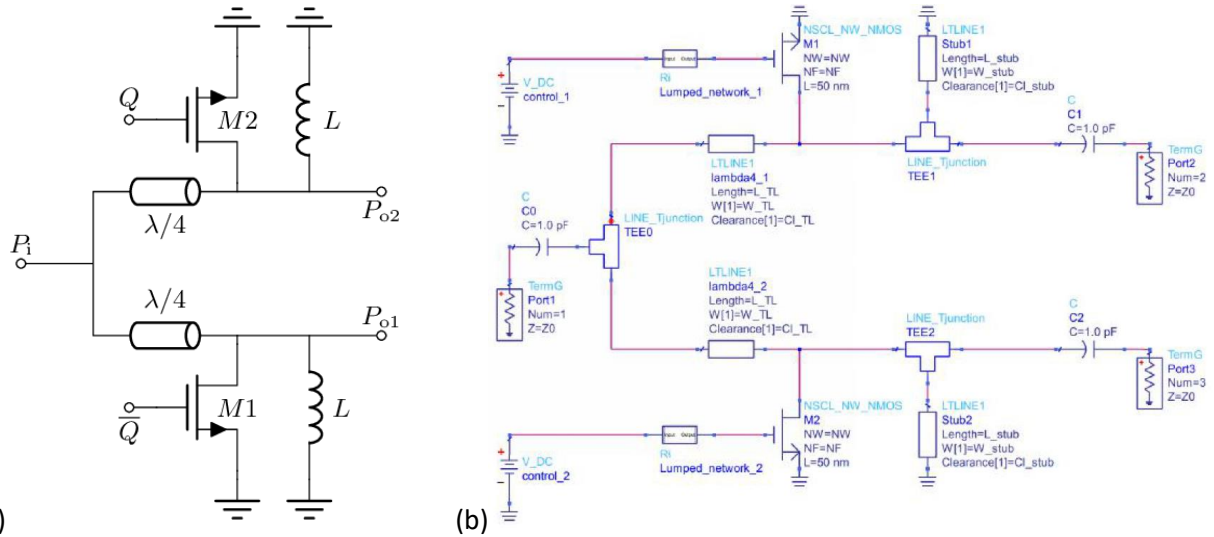 Q
M2
L
λ/4
P_o2
P_i
λ/4
P_o1
Q̅
M1
L
)
(b)
V_DC
control_1
Input Output
Ri
Lumped_network_1
NSCL_NW_NMOS
M1
NW=NW
NF=NF
L=50 nm
LTLINE1
Stub1
Length=L_stub
W[1]=W_stub
Clearance[1]=Cl_stub
C
C1
C=1.0 pF
TermG
Port2
Num=2
Z=Z0
LINE_Tjunction
TEE1
LTLINE1
lambda4_1
Length=L_TL
W[1]=W_TL
Clearance[1]=Cl_TL
C
C0
C=1.0 pF
LINE_Tjunction
TEE0
TermG
Port1
Num=1
Z=Z0
LTLINE1
lambda4_2
Length=L_TL
W[1]=W_TL
Clearance[1]=Cl_TL
LINE_Tjunction
TEE2
C
C2
C=1.0 pF
TermG
Port3
Num=3
Z=Z0
V_DC
control_2
Input Output
Ri
Lumped_network_2
NSCL_NW_NMOS
M2
NW=NW
NF=NF
L=50 nm
LTLINE1
Stub2
Length=L_stub
W[1]=W_stub
Clearance[1]=Cl_stub